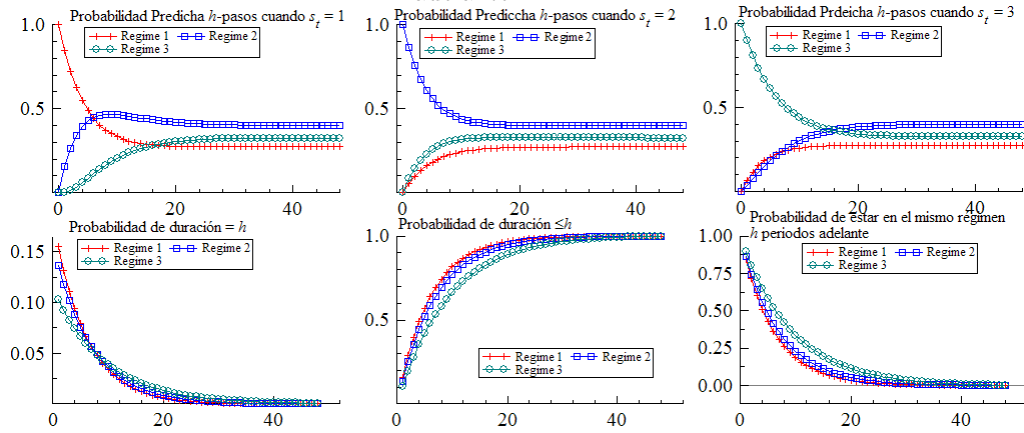 Probabilidad Predicha h-pasos cuando s_t = 1
Regime 1 Regime 2
Regime 3
1.0
0.5
0 20 40
Probabilidad Prediccha h-pasos cuando s_t = 2
Regime 1 Regime 2
Regime 3
1.0
0.5
0 20 40
Probabilidad Prdeicha h-pasos cuando s_t = 3
Regime 1 Regime 2
Regime 3
1.0
0.5
0 20 40
Probabilidad de duración = h
Regime 1 Regime 2
Regime 3
0.15
0.10
0.05
0 20 40
Probabilidad de duración ≤h
1.0
0.5
Regime 1 Regime 2
Regime 3
0 20 40
Probabilidad de estar en el mismo régimen
h periodos adelante
Regime 1 Regime 2
Regime 3
1.00
0.75
0.50
0.25
0.00
0 20 40